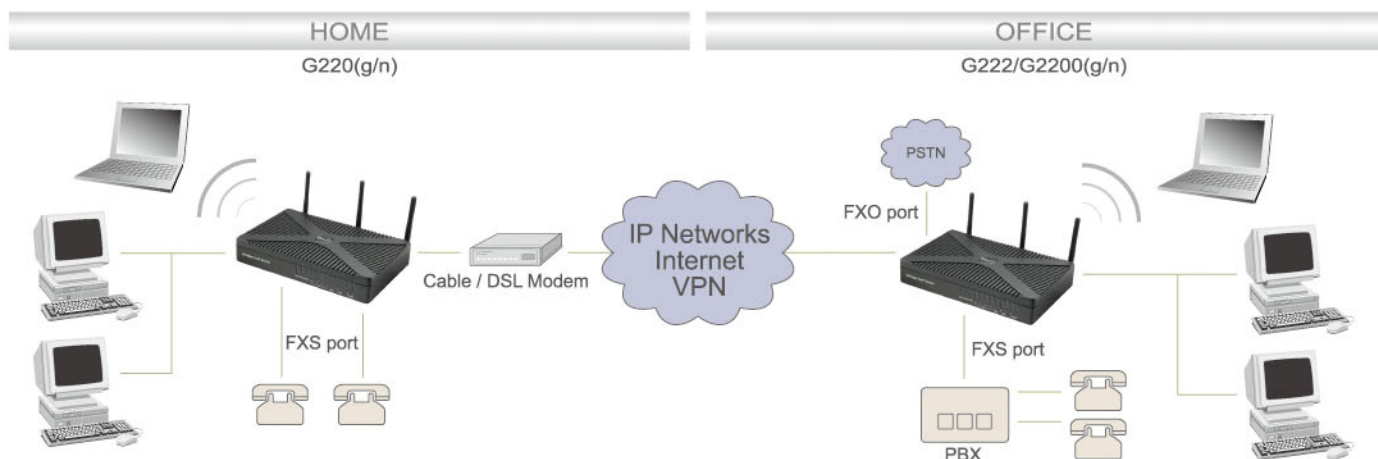 HOME
OFFICE
G220(g/n)
G222/G2200(g/n)
PSTN
FXO port
IP Networks
Internet
VPN
Cable / DSL Modem
FXS port
FXS port
PBX